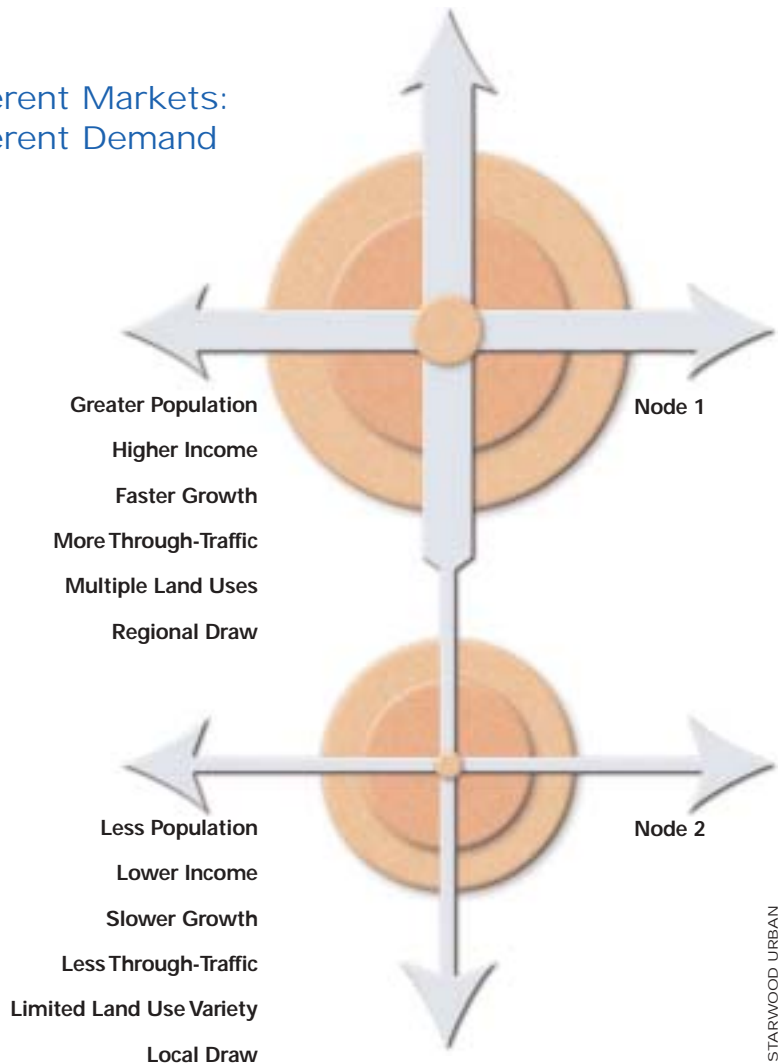 erent Markets:
erent Demand
Greater Population
Node 1
Higher Income
Faster Growth
More Through-Traffic
Multiple Land Uses
Regional Draw
Less Population
Node 2
Lower Income
Slower Growth
Less Through-Traffic
Limited Land Use Variety
Local Draw
STARWOOD URBAN